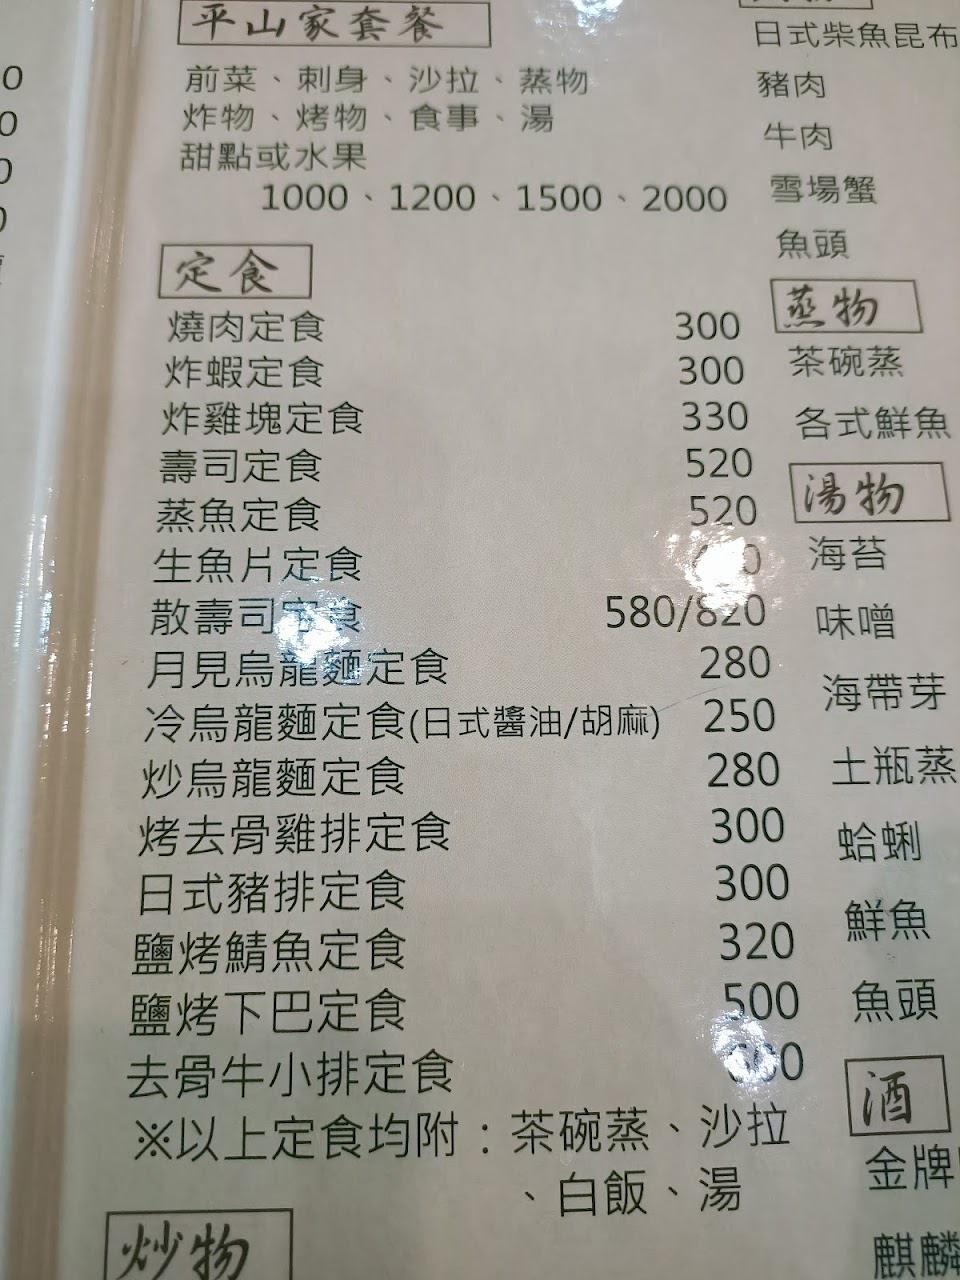 平山家套餐
前菜、刺身、沙拉、蒸物
炸物、烤物、食事、湯
甜點或水果
1000、1200、1500、2000
定食
燒肉定食 300
炸蝦定食 300
炸雞塊定食 330
壽司定食 520
蒸魚定食 520
生魚片定食
散壽司定食 580/820
月見烏龍麵定食 280
冷烏龍麵定食(日式醬油/胡麻) 250
炒烏龍麵定食 280
烤去骨雞排定食 300
日式豬排定食 300
鹽烤鯖魚定食 320
鹽烤下巴定食 500
去骨牛小排定食
※以上定食均附：茶碗蒸、沙拉
、白飯、湯
炒物
日式柴魚昆布
豬肉
牛肉
雪場蟹
魚頭
蒸物
茶碗蒸
各式鮮魚
湯物
海苔
味噌
海帶芽
土瓶蒸
蛤蜊
鮮魚
魚頭
酒
金牌
麒麟